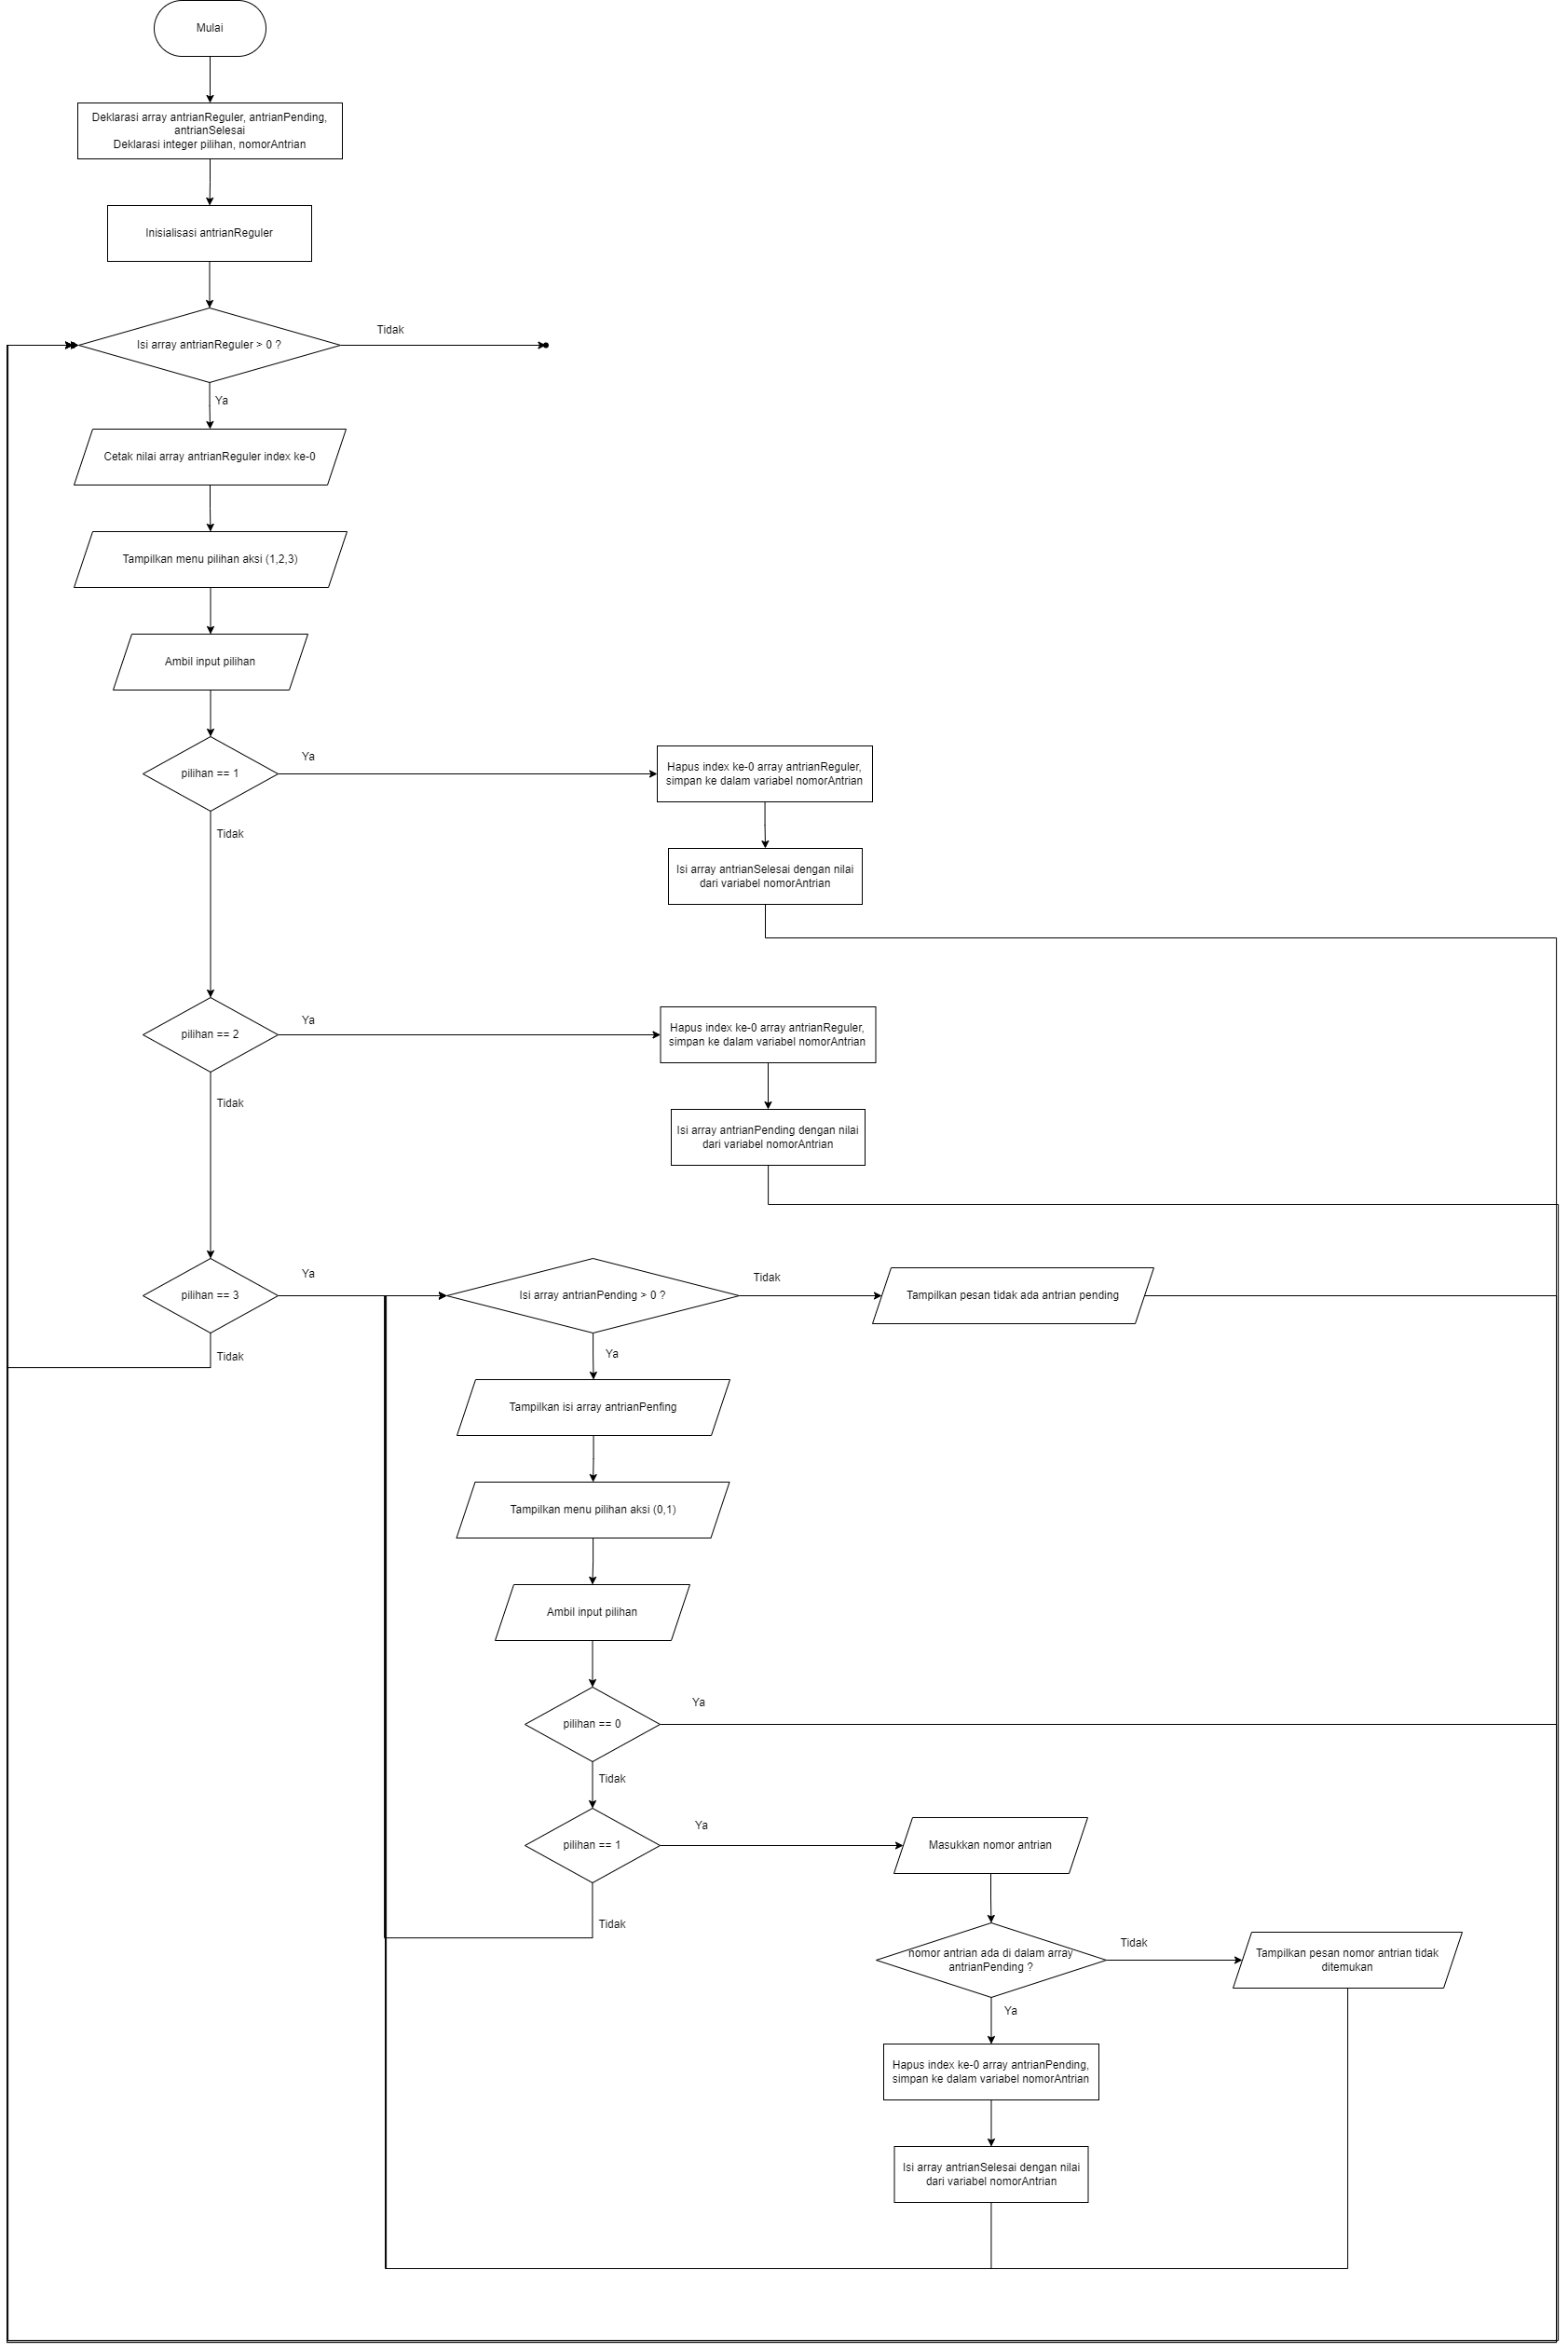 Mulai
Deklarasi array antrianReguler, antrianPending,
antrianSelesai
Deklarasi integer pilihan, nomorAntrian
Inisialisasi antrianReguler
Isi array antrianReguler > 0 ?
Tidak
Ya
Cetak nilai array antrianReguler index ke-0
Tampilkan menu pilihan aksi (1,2,3)
Ambil input pilihan
pilihan == 1
Ya
Hapus index ke-0 array antrianReguler,
simpan ke dalam variabel nomorAntrian
Tidak
Isi array antrianSelesai dengan nilai
dari variabel nomorAntrian
pilihan == 2
Ya
Hapus index ke-0 array antrianReguler,
simpan ke dalam variabel nomorAntrian
Tidak
Isi array antrianPending dengan nilai
dari variabel nomorAntrian
pilihan == 3
Ya
Isi array antrianPending > 0 ?
Tidak
Tampilkan pesan tidak ada antrian pending
Tidak
Ya
Tampilkan isi array antrianPenfing
Tampilkan menu pilihan aksi (0,1)
Ambil input pilihan
pilihan == 0
Ya
Tidak
pilihan == 1
Ya
Masukkan nomor antrian
Tidak
nomor antrian ada di dalam array
antrianPending ?
Tidak
Tampilkan pesan nomor antrian tidak
ditemukan
Ya
Hapus index ke-0 array antrianPending,
simpan ke dalam variabel nomorAntrian
Isi array antrianSelesai dengan nilai
dari variabel nomorAntrian